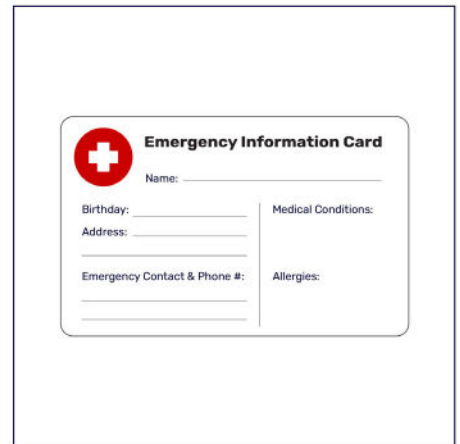 Emergency Information Card
Name:
Birthday:
Address:
Emergency Contact & Phone #:
Medical Conditions:
Allergies: